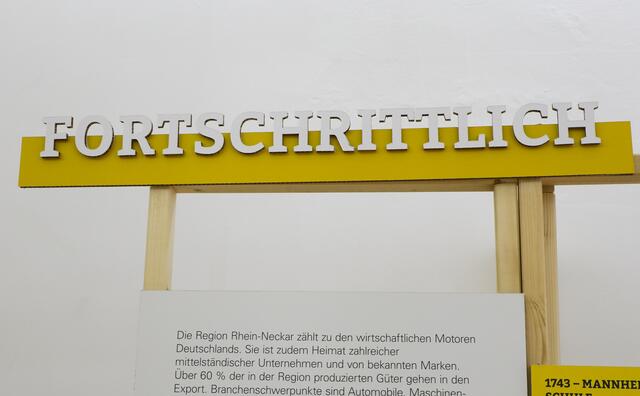 FORTSCHRITTLICH
Die Region Rhein-Neckar zählt zu den wirtschaftlichen Motoren
Deutschlands. Sie ist zudem Heimat zahlreicher
mittelständischer Unternehmen und von bekannten Marken.
Über 60 % der in der Region produzierten Güter gehen in den
Export. Branchenschwerpunkte sind Automobile, Maschinen-
1743 – MANNHE
SCHULE